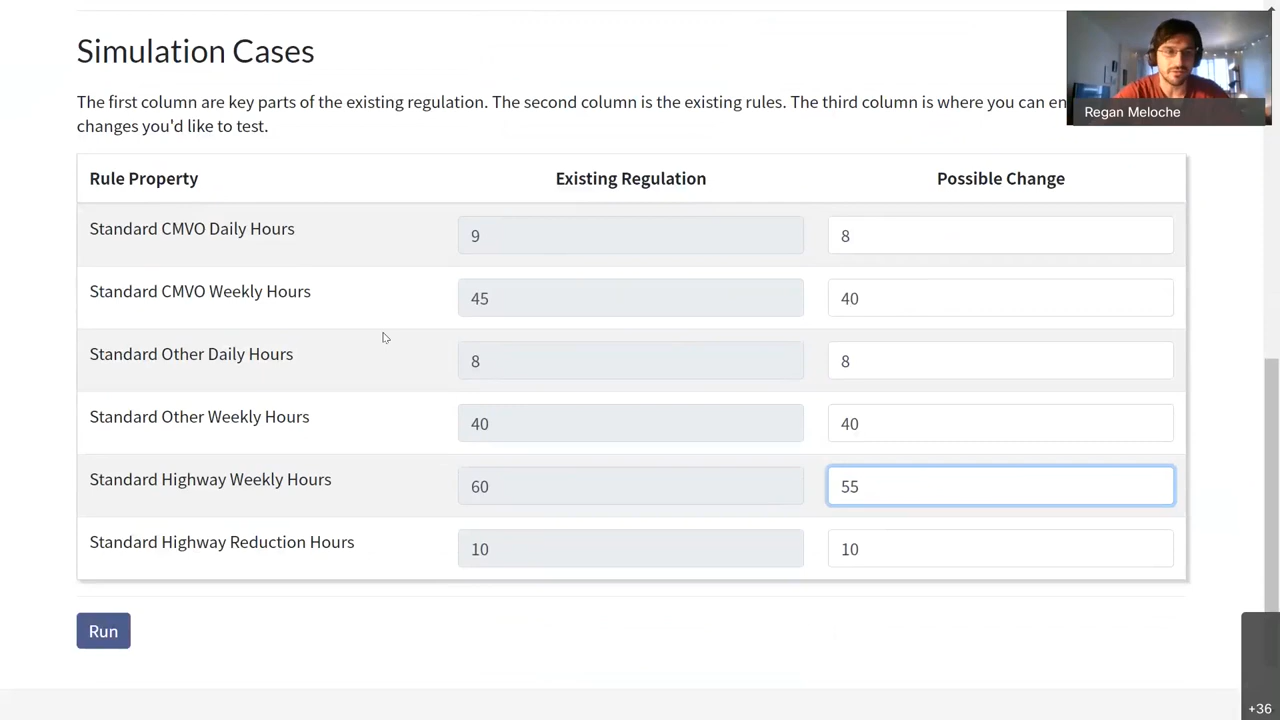 Simulation Cases
The first column are key parts of the existing regulation. The second column is the existing rules. The third column is where you can en
changes you'd like to test.
Regan Meloche
Rule Property Existing Regulation Possible Change
Standard CMVO Daily Hours 9 8
Standard CMVO Weekly Hours 45 40
Standard Other Daily Hours 8 8
Standard Other Weekly Hours 40 40
Standard Highway Weekly Hours 60 55
Standard Highway Reduction Hours 10 10
Run
+36